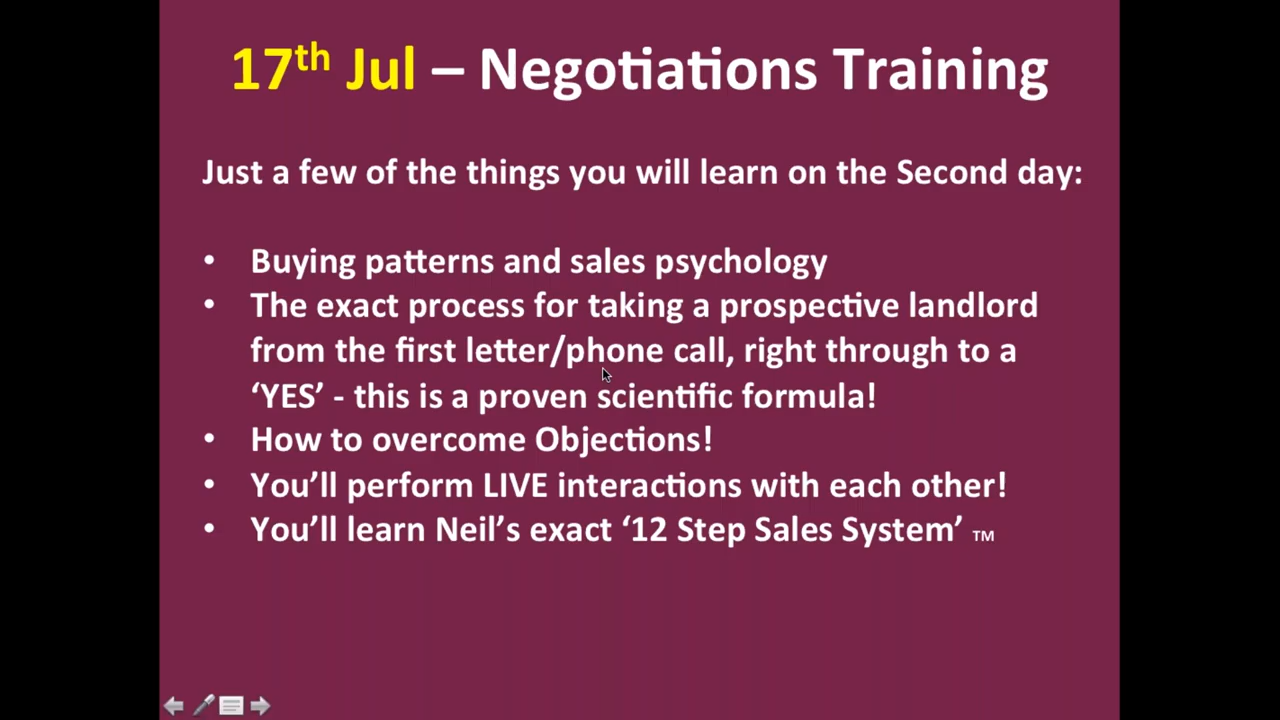 17th Jul – Negotiations Training
Just a few of the things you will learn on the Second day:
• Buying patterns and sales psychology
• The exact process for taking a prospective landlord
from the first letter/phone call, right through to a
‘YES’ - this is a proven scientific formula!
• How to overcome Objections!
• You’ll perform LIVE interactions with each other!
• You’ll learn Neil’s exact ‘12 Step Sales System’ TM